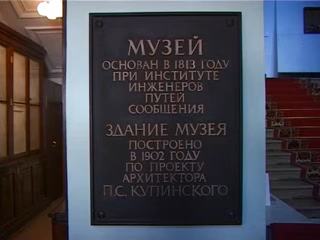 МУЗЕЙ
ОСНОВАН В 1813 ГОДУ
ПРИ ИНСТИТУТЕ
ИНЖЕНЕРОВ
ПУТЕЙ
СООБЩЕНИЯ
ЗДАНИЕ МУЗЕЯ
ПОСТРОЕНО
В 1902 ГОДУ
ПО ПРОЕКТУ
АРХИТЕКТОРА
П.С. КУПИНСКОГО